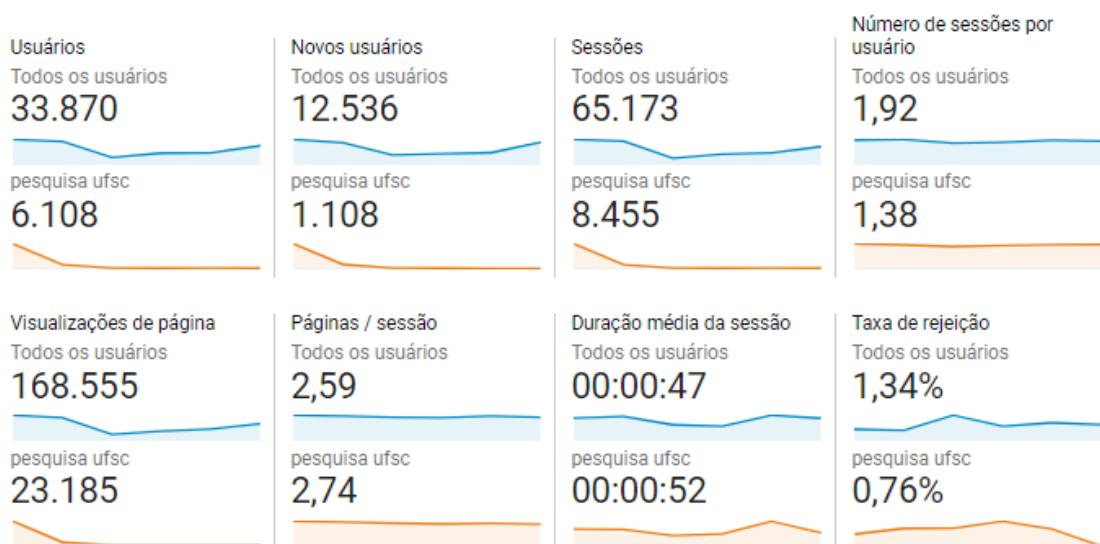 Usuários
Todos os usuários
33.870
pesquisa ufsc
6.108
Novos usuários
Todos os usuários
12.536
pesquisa ufsc
1.108
Sessões
Todos os usuários
65.173
pesquisa ufsc
8.455
Número de sessões por
usuário
Todos os usuários
1,92
pesquisa ufsc
1,38
Visualizações de página
Todos os usuários
168.555
pesquisa ufsc
23.185
Páginas / sessão
Todos os usuários
2,59
pesquisa ufsc
2,74
Duração média da sessão
Todos os usuários
00:00:47
pesquisa ufsc
00:00:52
Taxa de rejeição
Todos os usuários
1,34%
pesquisa ufsc
0,76%